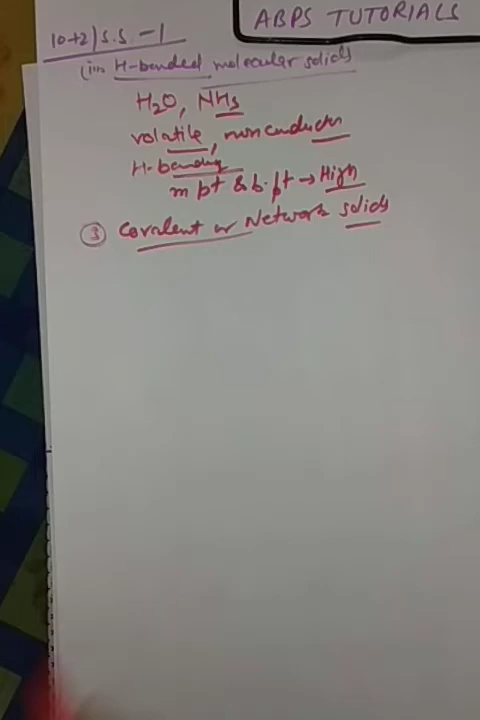 ABPS TUTORIALS
10+2) S.S. - 1
(iii H-bonded molecular solids
H2O, NH3
volatile, nonconductor
H-bonding
m pt & b.pt → High
③ Covalent or Network solids